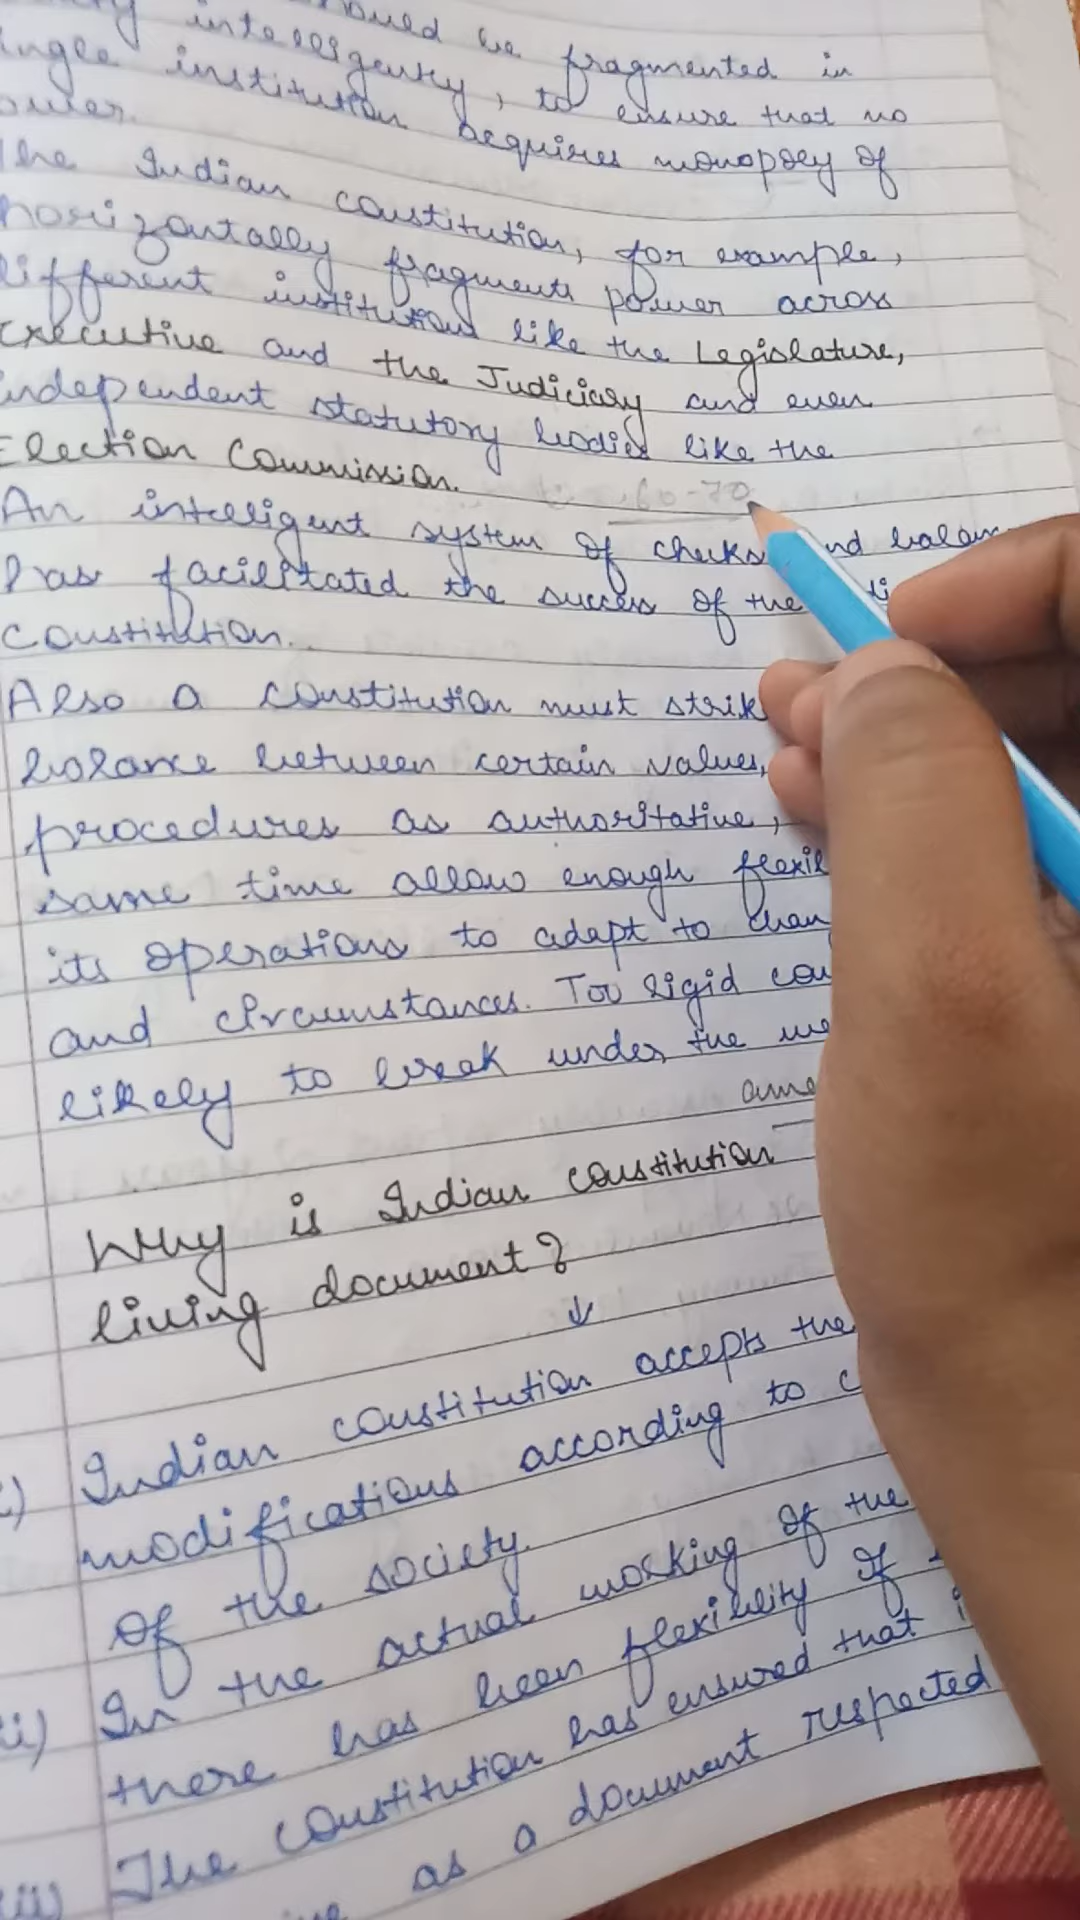 should be fragmented in
intelligently, to ensure that no
institution acquires monopoly of
The Indian constitution, for example,
horizontally fragments power across
different institutions like the Legislature,
Executive and the Judiciary and even
independent statutory bodies like the
Election Commission.
60-70
An intelligent system of checks and balan
has facilitated the success of the
constitution.
Also a constitution must strik
balance between certain values,
procedures as authoritative,
same time allow enough flexi
its operations to adapt to chan
and circumstances. Too rigid con
likely to break under the we
ame
Why is Indian constitution
living document?
↓
i) Indian constitution accepts the
modifications according to c
of the society.
ii) In the actual working of the
there has been flexibility of
iii) The constitution has ensured that i
as a document respected